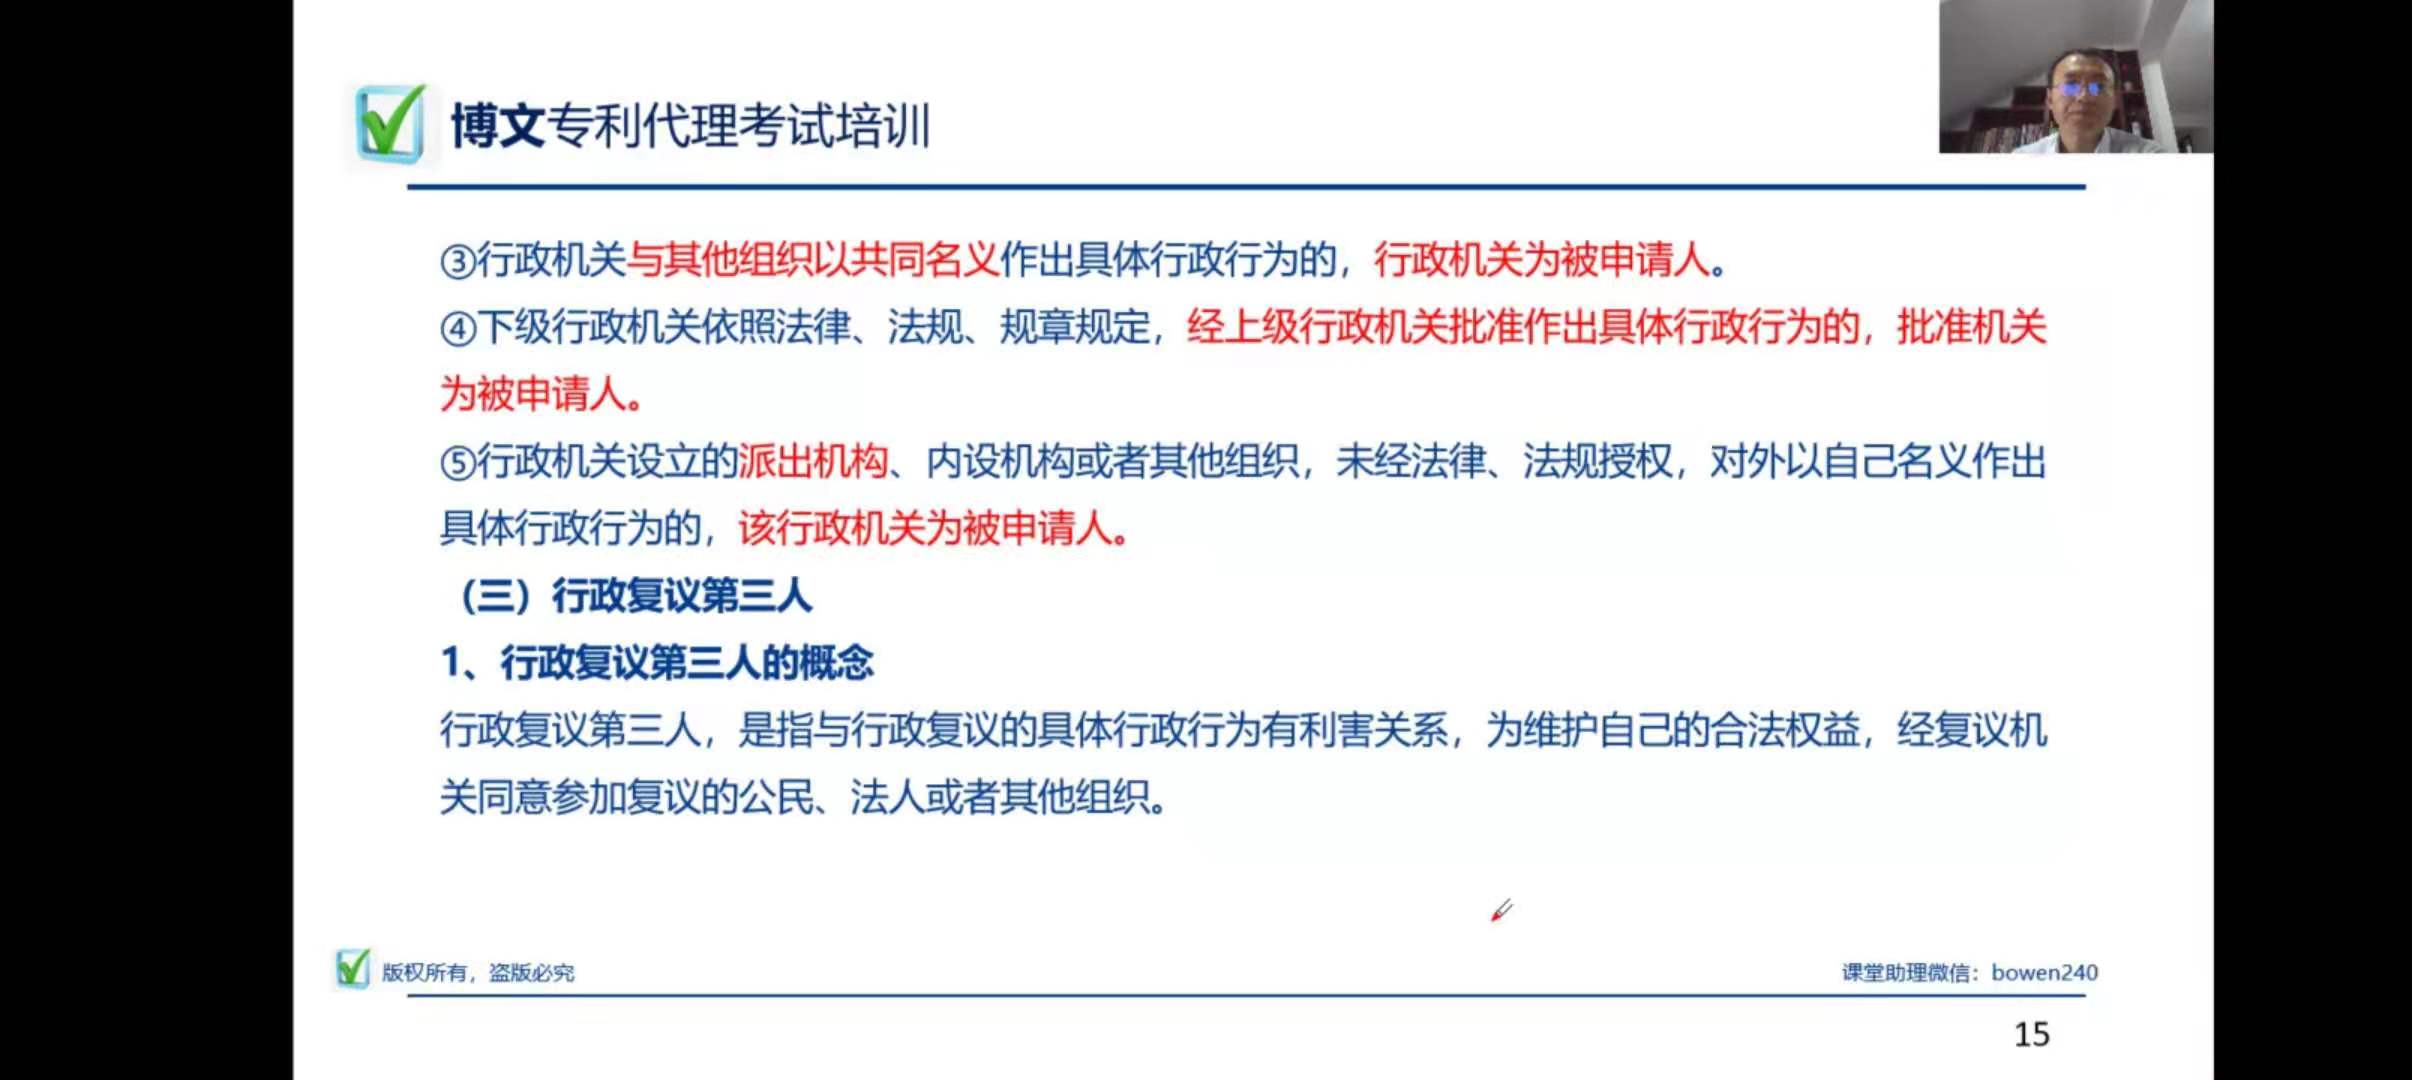 博文专利代理考试培训
③行政机关与其他组织以共同名义作出具体行政行为的，行政机关为被申请人。
④下级行政机关依照法律、法规、规章规定，经上级行政机关批准作出具体行政行为的，批准机关
为被申请人。
⑤行政机关设立的派出机构、内设机构或者其他组织，未经法律、法规授权，对外以自己名义作出
具体行政行为的，该行政机关为被申请人。
（三）行政复议第三人
1、行政复议第三人的概念
行政复议第三人，是指与行政复议的具体行政行为有利害关系，为维护自己的合法权益，经复议机
关同意参加复议的公民、法人或者其他组织。
版权所有，盗版必究
课堂助理微信：bowen240
15